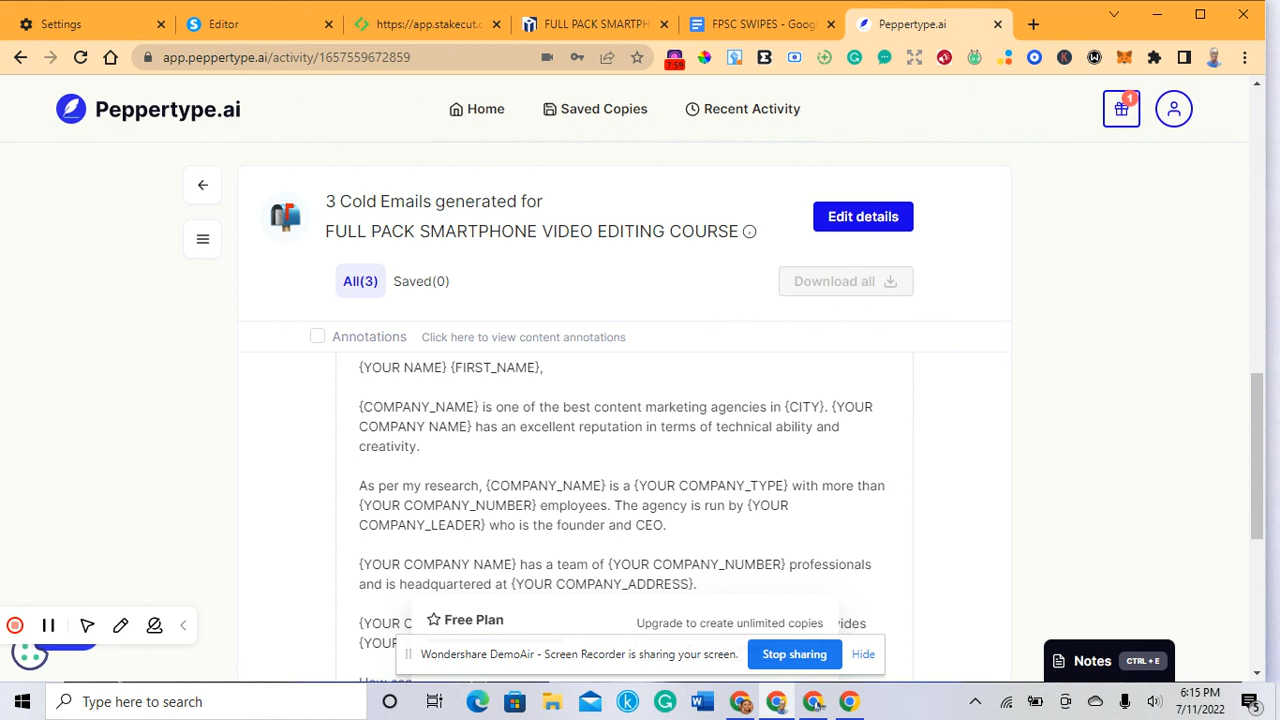 Settings
Editor
https://app.stakecut.c
FULL PACK SMARTPH
FPSC SWIPES - Goog
Peppertype.ai
app.peppertype.ai/activity/1657559672859
7:59
Peppertype.ai
Home
Saved Copies
Recent Activity
1
3 Cold Emails generated for
FULL PACK SMARTPHONE VIDEO EDITING COURSE
Edit details
All(3)
Saved(0)
Download all
Annotations
Click here to view content annotations
{YOUR NAME} {FIRST_NAME},
{COMPANY_NAME} is one of the best content marketing agencies in {CITY}. {YOUR
COMPANY NAME} has an excellent reputation in terms of technical ability and
creativity.
As per my research, {COMPANY_NAME} is a {YOUR COMPANY_TYPE} with more than
{YOUR COMPANY_NUMBER} employees. The agency is run by {YOUR
COMPANY_LEADER} who is the founder and CEO.
{YOUR COMPANY NAME} has a team of {YOUR COMPANY_NUMBER} professionals
and is headquartered at {YOUR COMPANY_ADDRESS}.
Free Plan
Upgrade to create unlimited copies
Wondershare DemoAir - Screen Recorder is sharing your screen.
Stop sharing
Hide
Notes
CTRL + E
Type here to search
6:15 PM
7/11/2022
5